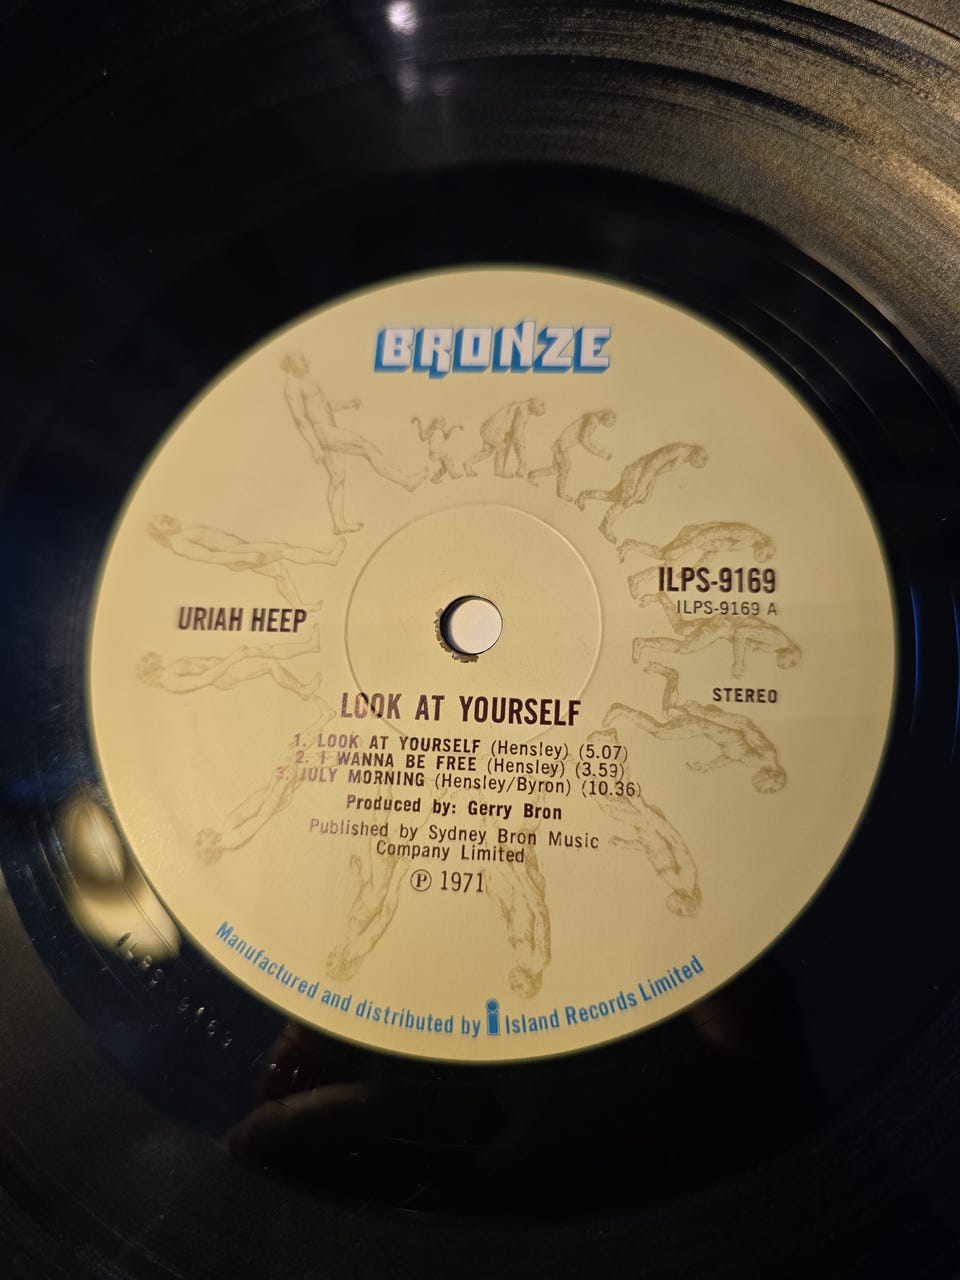 BRONZE
URIAH HEEP
ILPS-9169
ILPS-9169 A
STEREO
LOOK AT YOURSELF
1. LOOK AT YOURSELF (Hensley) (5.07)
2. I WANNA BE FREE (Hensley) (3.59)
3. JULY MORNING (Hensley/Byron) (10.36)
Produced by: Gerry Bron
Published by Sydney Bron Music
Company Limited
℗ 1971
Manufactured and distributed by i Island Records Limited